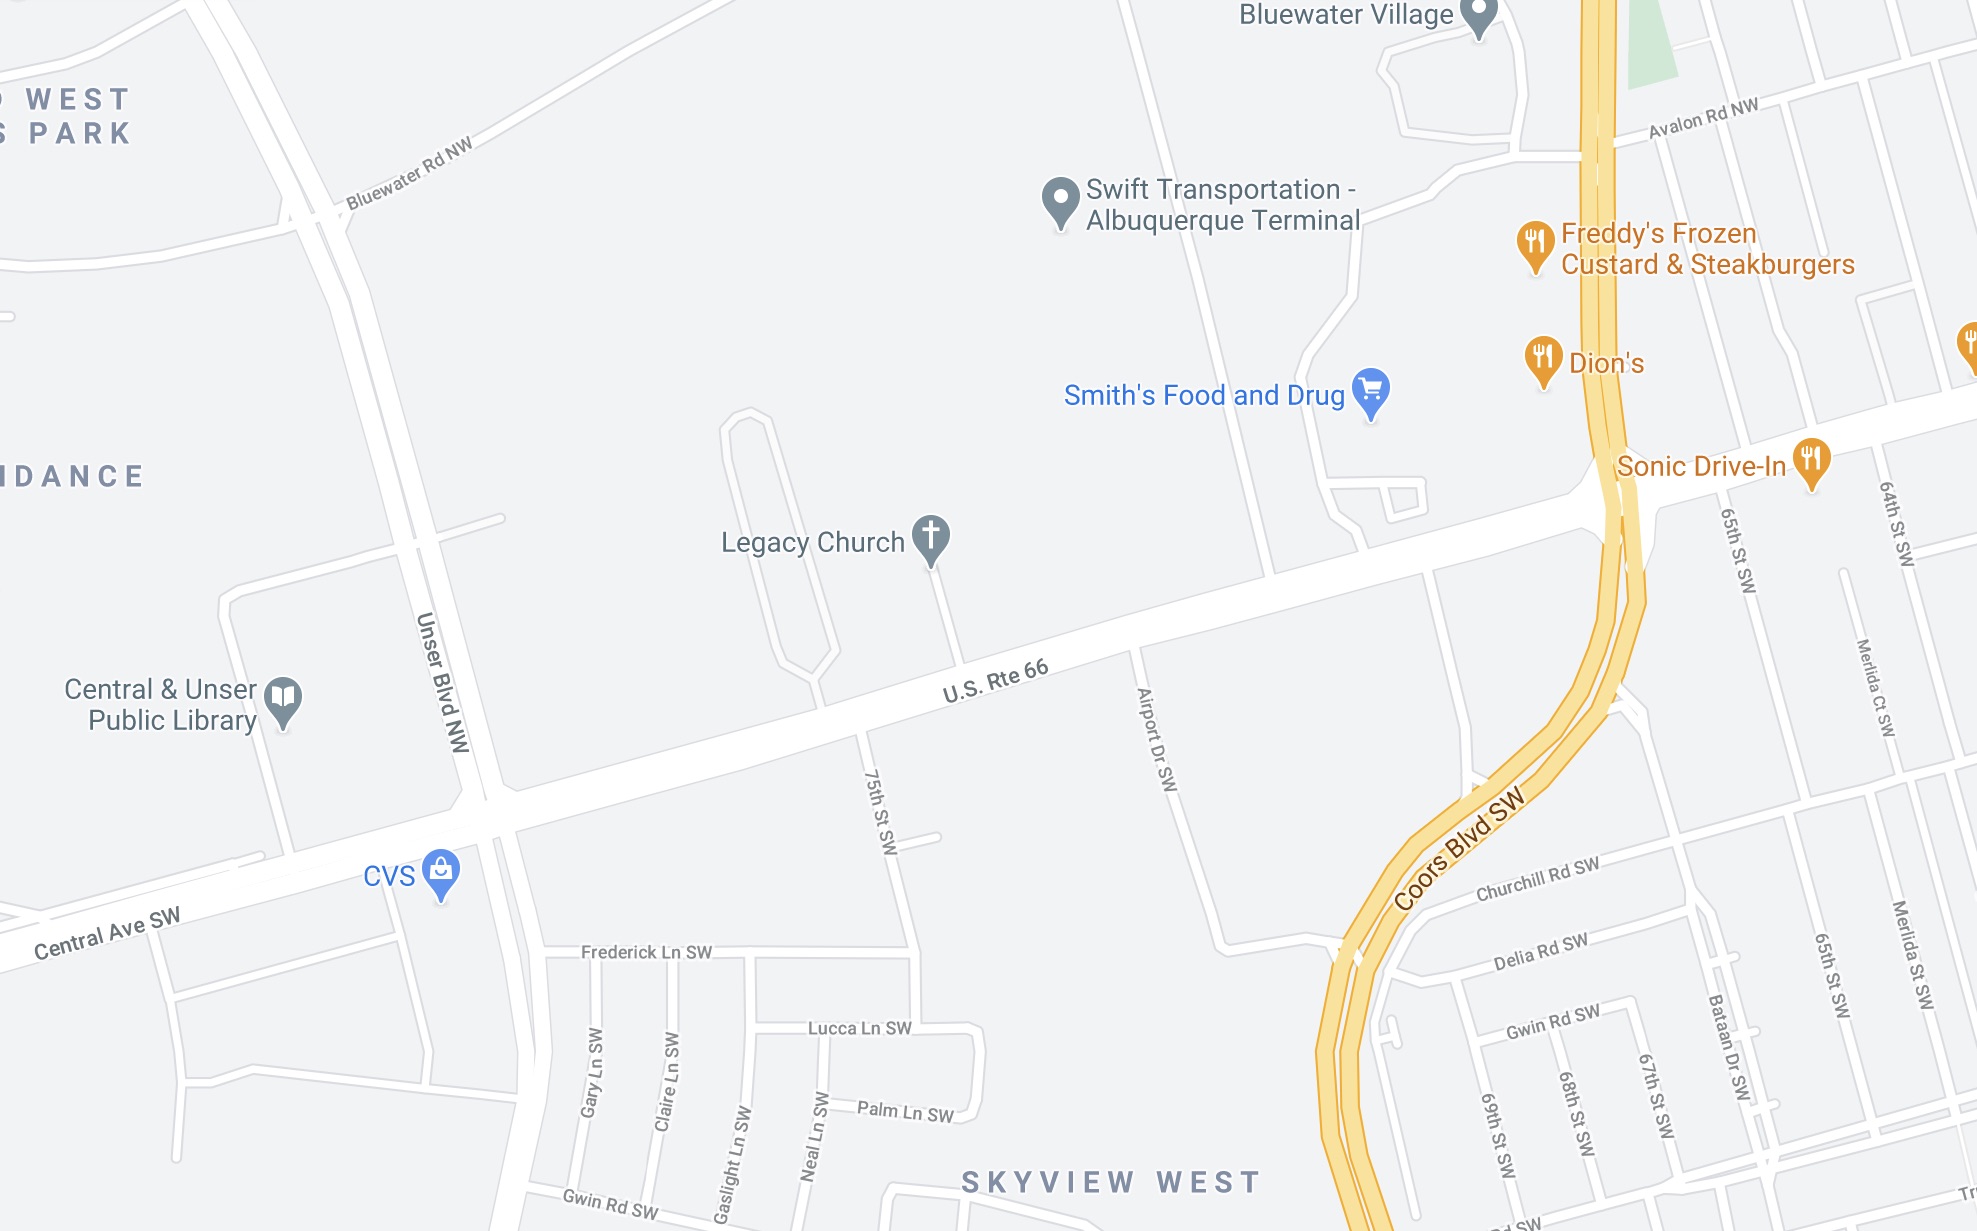 Bluewater Village
WEST
PARK
Avalon Rd NW
Bluewater Rd NW
Swift Transportation -
Albuquerque Terminal
Freddy's Frozen
Custard & Steakburgers
Dion's
Smith's Food and Drug
Sonic Drive-In
IDANCE
64th St SW
65th St SW
Legacy Church
Unser Blvd NW
Merlida Ct SW
Central & Unser
Public Library
U.S. Rte 66
Airport Dr SW
75th St SW
Coors Blvd SW
CVS
Churchill Rd SW
Central Ave SW
Frederick Ln SW
Delia Rd SW
65th St SW
Merlida St SW
Lucca Ln SW
Gwin Rd SW
Bataan Dr SW
Gary Ln SW
Claire Ln SW
Palm Ln SW
67th St SW
68th St SW
69th St SW
Neal Ln SW
Gaslight Ln SW
SKYVIEW WEST
Gwin Rd SW
Rd SW